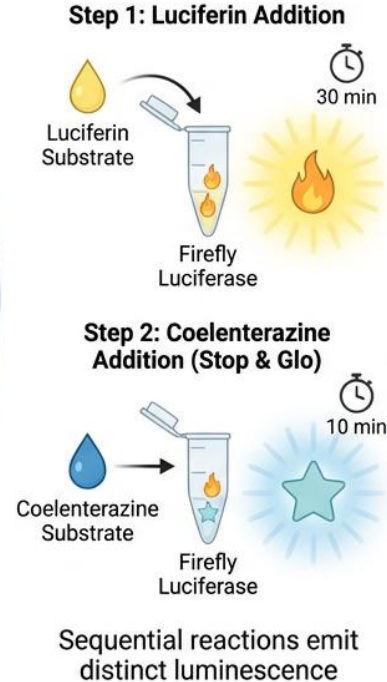 Step 1: Luciferin Addition
30 min
Luciferin
Substrate
Firefly
Luciferase
Step 2: Coelenterazine
Addition (Stop & Glo)
10 min
Coelenterazine
Substrate
Firefly
Luciferase
Sequential reactions emit
distinct luminescence